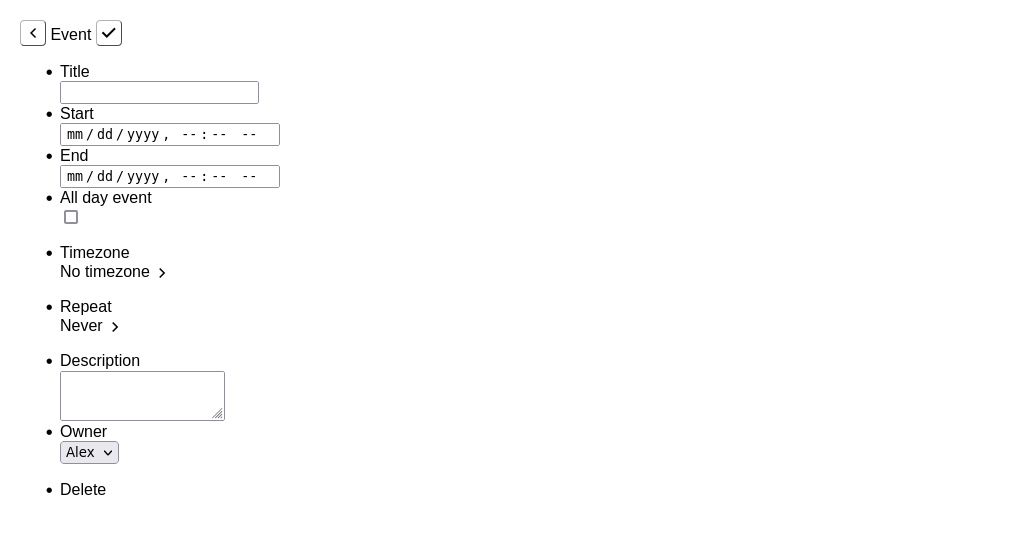 Event
Title
Start
mm/dd/yyyy, --:-- --
End
mm/dd/yyyy, --:-- --
All day event
Timezone
No timezone
Repeat
Never
Description
Owner
Alex
Delete